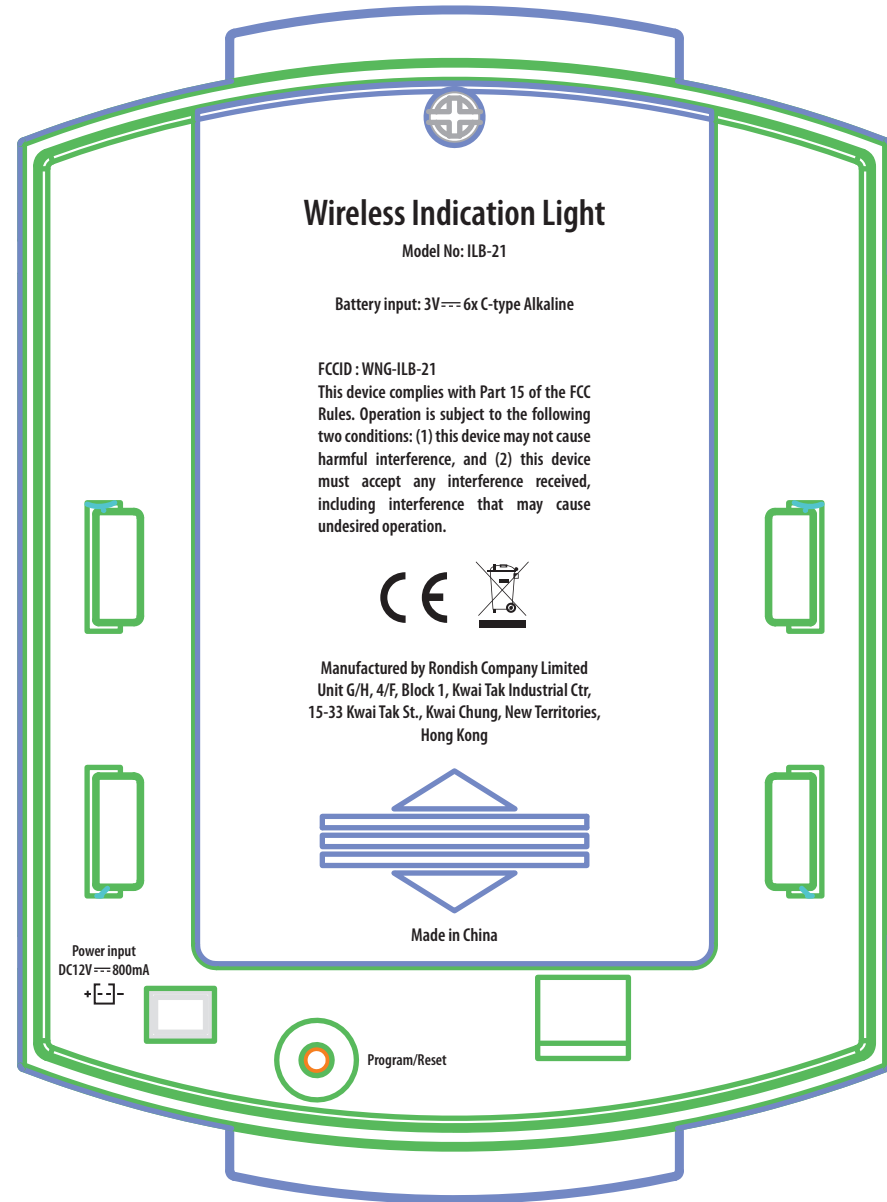 Wireless Indication Light
Model No: ILB-21
Battery input: 3V⎓ 6x C-type Alkaline
FCCID : WNG-ILB-21
This device complies with Part 15 of the FCC
Rules. Operation is subject to the following
two conditions: (1) this device may not cause
harmful interference, and (2) this device
must accept any interference received,
including interference that may cause
undesired operation.
CE
Manufactured by Rondish Company Limited
Unit G/H, 4/F, Block 1, Kwai Tak Industrial Ctr,
15-33 Kwai Tak St., Kwai Chung, New Territories,
Hong Kong
Made in China
Power input
DC12V⎓800mA
+[--]-
Program/Reset